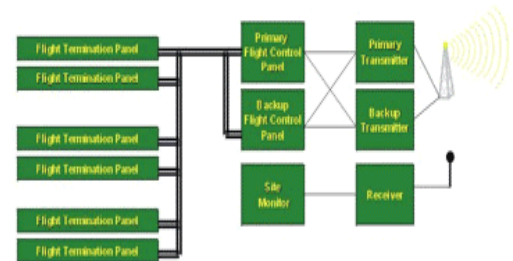 Flight Termination Panel
Flight Termination Panel
Flight Termination Panel
Flight Termination Panel
Flight Termination Panel
Flight Termination Panel
Primary
Flight Control
Panel
Backup
Flight Control
Panel
Site
Monitor
Primary
Transmitter
Backup
Transmitter
Receiver